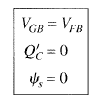 V_GB = V_FB
Q'_C = 0
ψ_s = 0